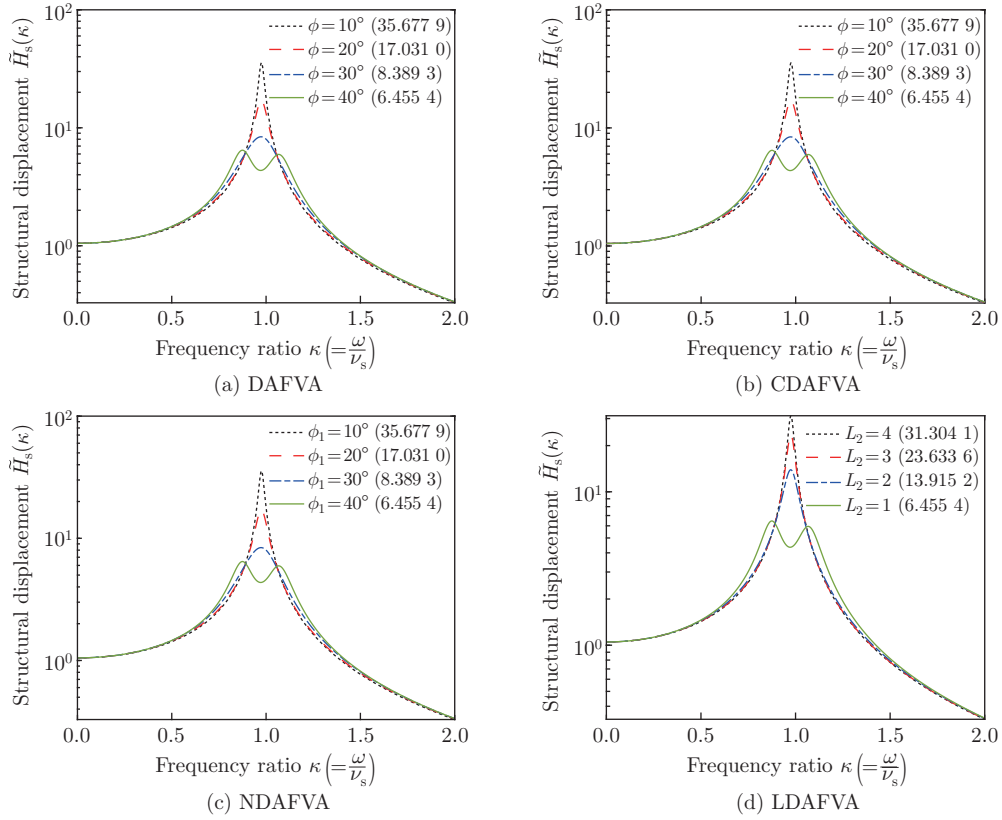 Structural displacement H̃s(κ)
10²
10¹
10⁰
ϕ=10° (35.677 9)
ϕ=20° (17.031 0)
ϕ=30° (8.389 3)
ϕ=40° (6.455 4)
0.0 0.5 1.0 1.5 2.0
Frequency ratio κ (=ω/νs)
(a) DAFVA
Structural displacement H̃s(κ)
10²
10¹
10⁰
ϕ=10° (35.677 9)
ϕ=20° (17.031 0)
ϕ=30° (8.389 3)
ϕ=40° (6.455 4)
0.0 0.5 1.0 1.5 2.0
Frequency ratio κ (=ω/νs)
(b) CDAFVA
Structural displacement H̃s(κ)
10²
10¹
10⁰
ϕ₁=10° (35.677 9)
ϕ₁=20° (17.031 0)
ϕ₁=30° (8.389 3)
ϕ₁=40° (6.455 4)
0.0 0.5 1.0 1.5 2.0
Frequency ratio κ (=ω/νs)
(c) NDAFVA
Structural displacement H̃s(κ)
10¹
10⁰
L₂=4 (31.304 1)
L₂=3 (23.633 6)
L₂=2 (13.915 2)
L₂=1 (6.455 4)
0.0 0.5 1.0 1.5 2.0
Frequency ratio κ (=ω/νs)
(d) LDAFVA